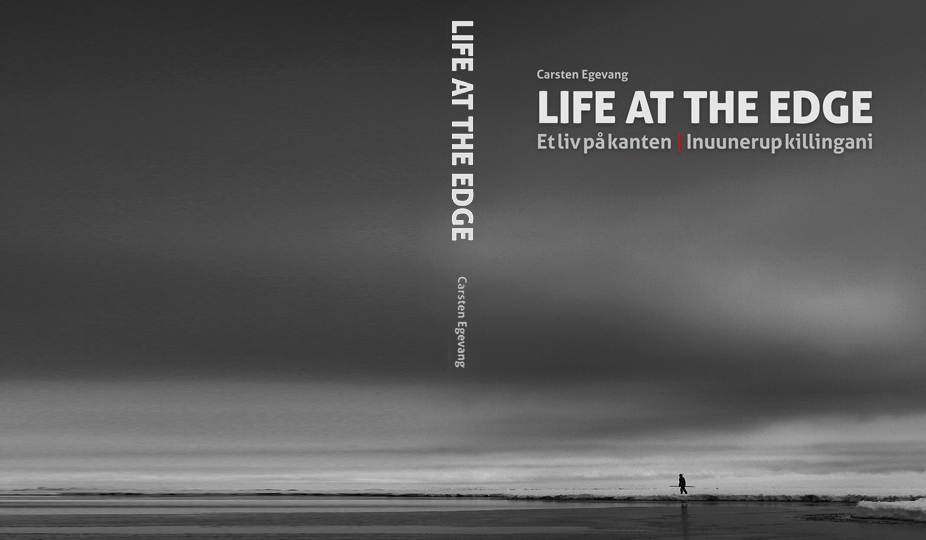 LIFE AT THE EDGE
Carsten Egevang
Carsten Egevang
LIFE AT THE EDGE
Et liv på kanten | Inuunerup killingani